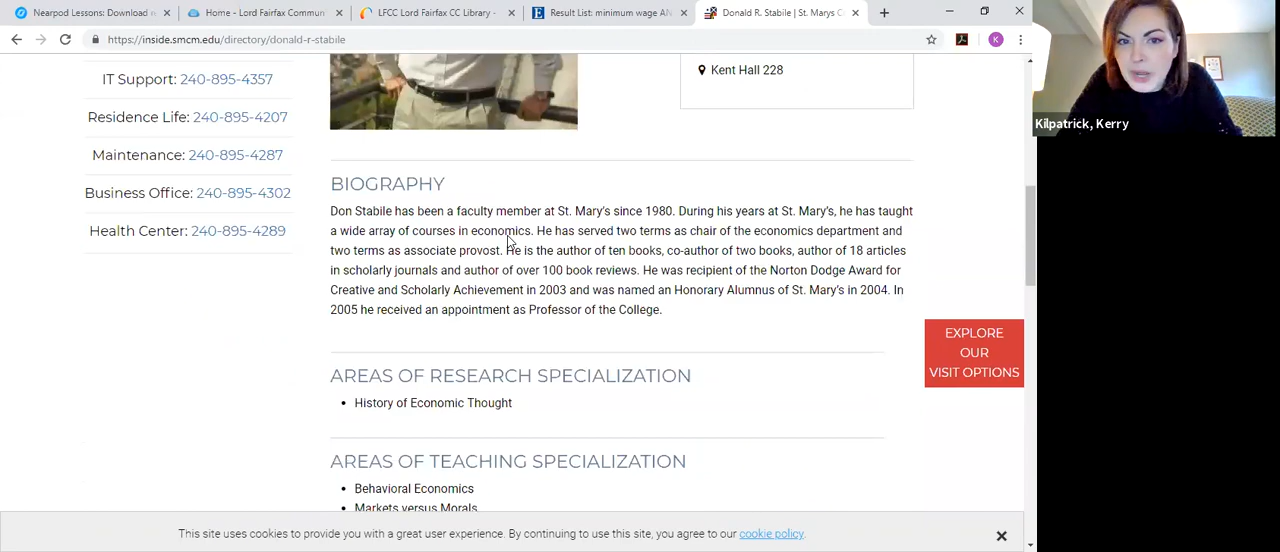 Nearpod Lessons: Download r
Home - Lord Fairfax Commun
LFCC Lord Fairfax CC Library -
Result List: minimum wage AN
Donald R. Stabile | St. Marys C
https://inside.smcm.edu/directory/donald-r-stabile
K
Kilpatrick, Kerry
IT Support: 240-895-4357
Residence Life: 240-895-4207
Maintenance: 240-895-4287
Business Office: 240-895-4302
Health Center: 240-895-4289
Kent Hall 228
BIOGRAPHY
Don Stabile has been a faculty member at St. Mary's since 1980. During his years at St. Mary's, he has taught
a wide array of courses in economics. He has served two terms as chair of the economics department and
two terms as associate provost. He is the author of ten books, co-author of two books, author of 18 articles
in scholarly journals and author of over 100 book reviews. He was recipient of the Norton Dodge Award for
Creative and Scholarly Achievement in 2003 and was named an Honorary Alumnus of St. Mary's in 2004. In
2005 he received an appointment as Professor of the College.
EXPLORE
OUR
VISIT OPTIONS
AREAS OF RESEARCH SPECIALIZATION
• History of Economic Thought
AREAS OF TEACHING SPECIALIZATION
• Behavioral Economics
• Markets versus Morals
This site uses cookies to provide you with a great user experience. By continuing to use this site, you agree to our cookie policy.